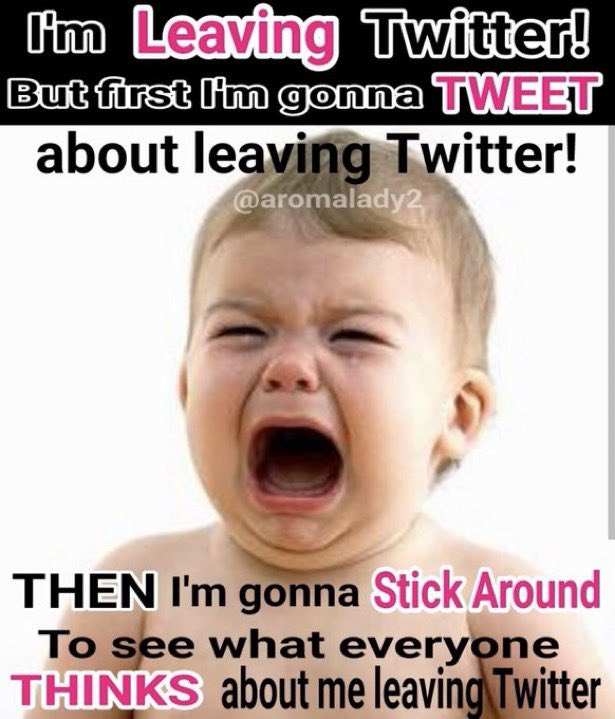 I'm Leaving Twitter!
But first I'm gonna TWEET
about leaving Twitter!
@aromalady2
THEN I'm gonna Stick Around
To see what everyone
THINKS about me leaving Twitter